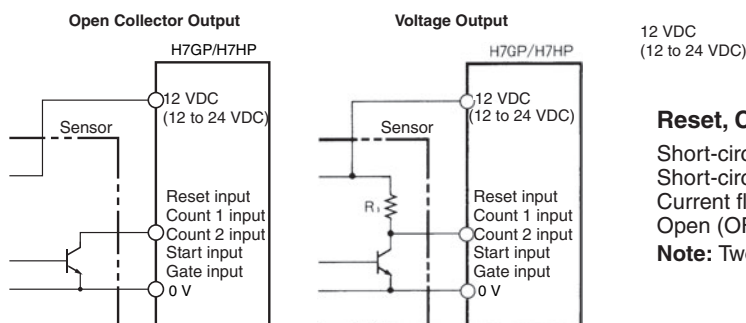 Open Collector Output
H7GP/H7HP
12 VDC
(12 to 24 VDC)
Sensor
Reset input
Count 1 input
Count 2 input
Start input
Gate input
0 V
Voltage Output
H7GP/H7HP
12 VDC
(12 to 24 VDC)
Sensor
R₁
Reset input
Count 1 input
Count 2 input
Start input
Gate input
0 V
12 VDC
(12 to 24 VDC)
Reset, C
Short-circ
Short-circ
Current fl
Open (OF
Note: Two